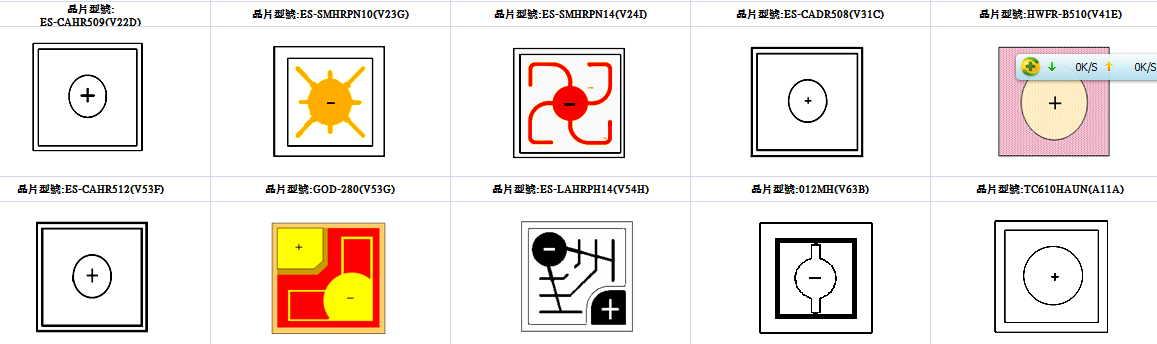 晶片型號:
ES-CAHR509(V22D)
晶片型號:ES-SMHRPN10(V23G)
晶片型號:ES-SMHRPN14(V24I)
晶片型號:ES-CADR508(V31C)
晶片型號:HWFR-B510(V41E)
+
-
-
+
0K/S
0K/S
+
晶片型號:ES-CAHR512(V53F)
晶片型號:GOD-280(V53G)
晶片型號:ES-LAHRPH14(V54H)
晶片型號:012MH(V63B)
晶片型號:TC610HAUN(A11A)
+
+
-
-
+
-
+